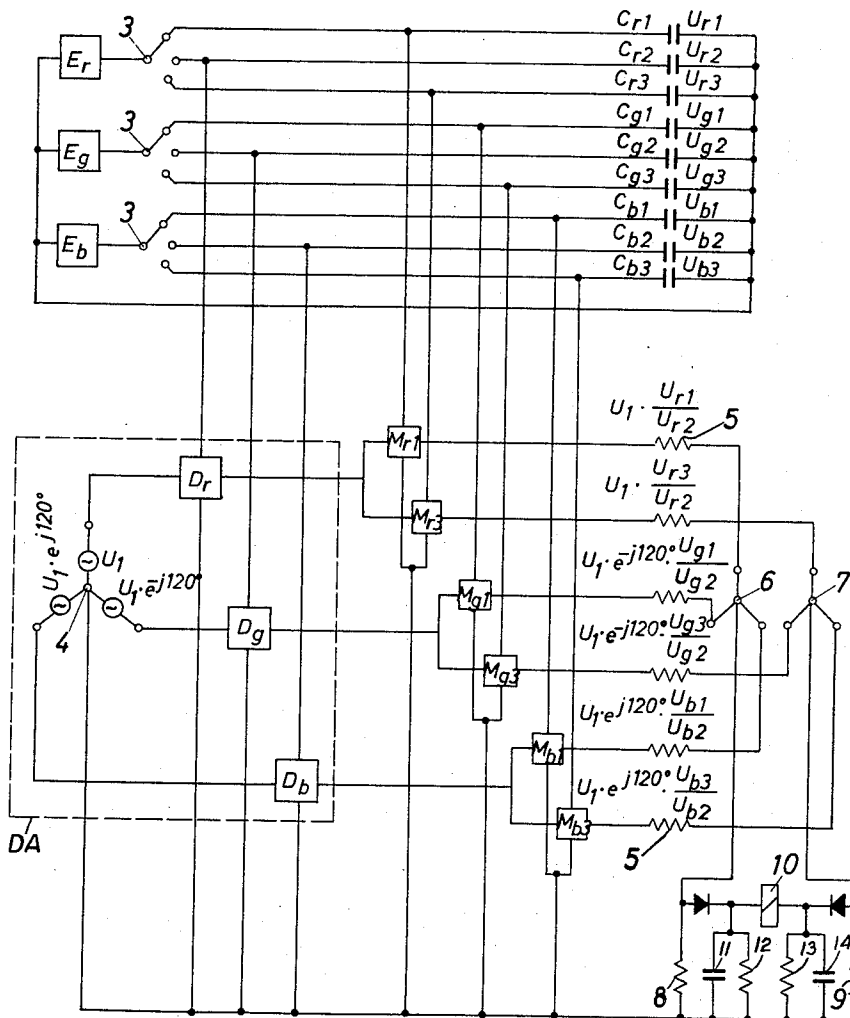 3
C_r1 U_r1
E_r
C_r2 U_r2
C_r3 U_r3
3
C_g1 U_g1
E_g
C_g2 U_g2
C_g3 U_g3
3
C_b1 U_b1
E_b
C_b2 U_b2
C_b3 U_b3
U_1 · U_r1/U_r2
5
M_r1
D_r
U_1 · U_r3/U_r2
M_r3
U_1 · e^j120°
U_1
U_1 · e^-j120°
4
U_1 · e^-j120° · U_g1/U_g2
6
7
M_g1
D_g
U_1 · e^-j120° · U_g3/U_g2
M_g3
U_1 · e^j120° · U_b1/U_b2
M_b1
D_b
U_1 · e^j120° · U_b3/U_b2
M_b3
5
DA
10
8
11
12
13
14
9